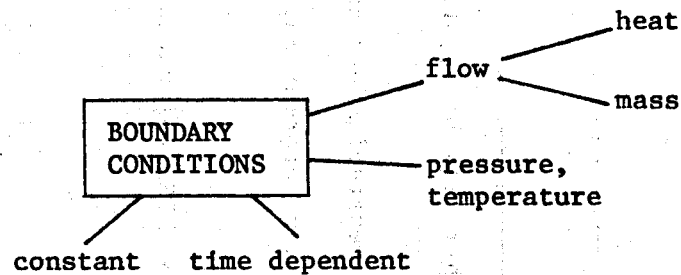 heat
flow
mass
BOUNDARY
CONDITIONS
pressure,
temperature
constant
time dependent